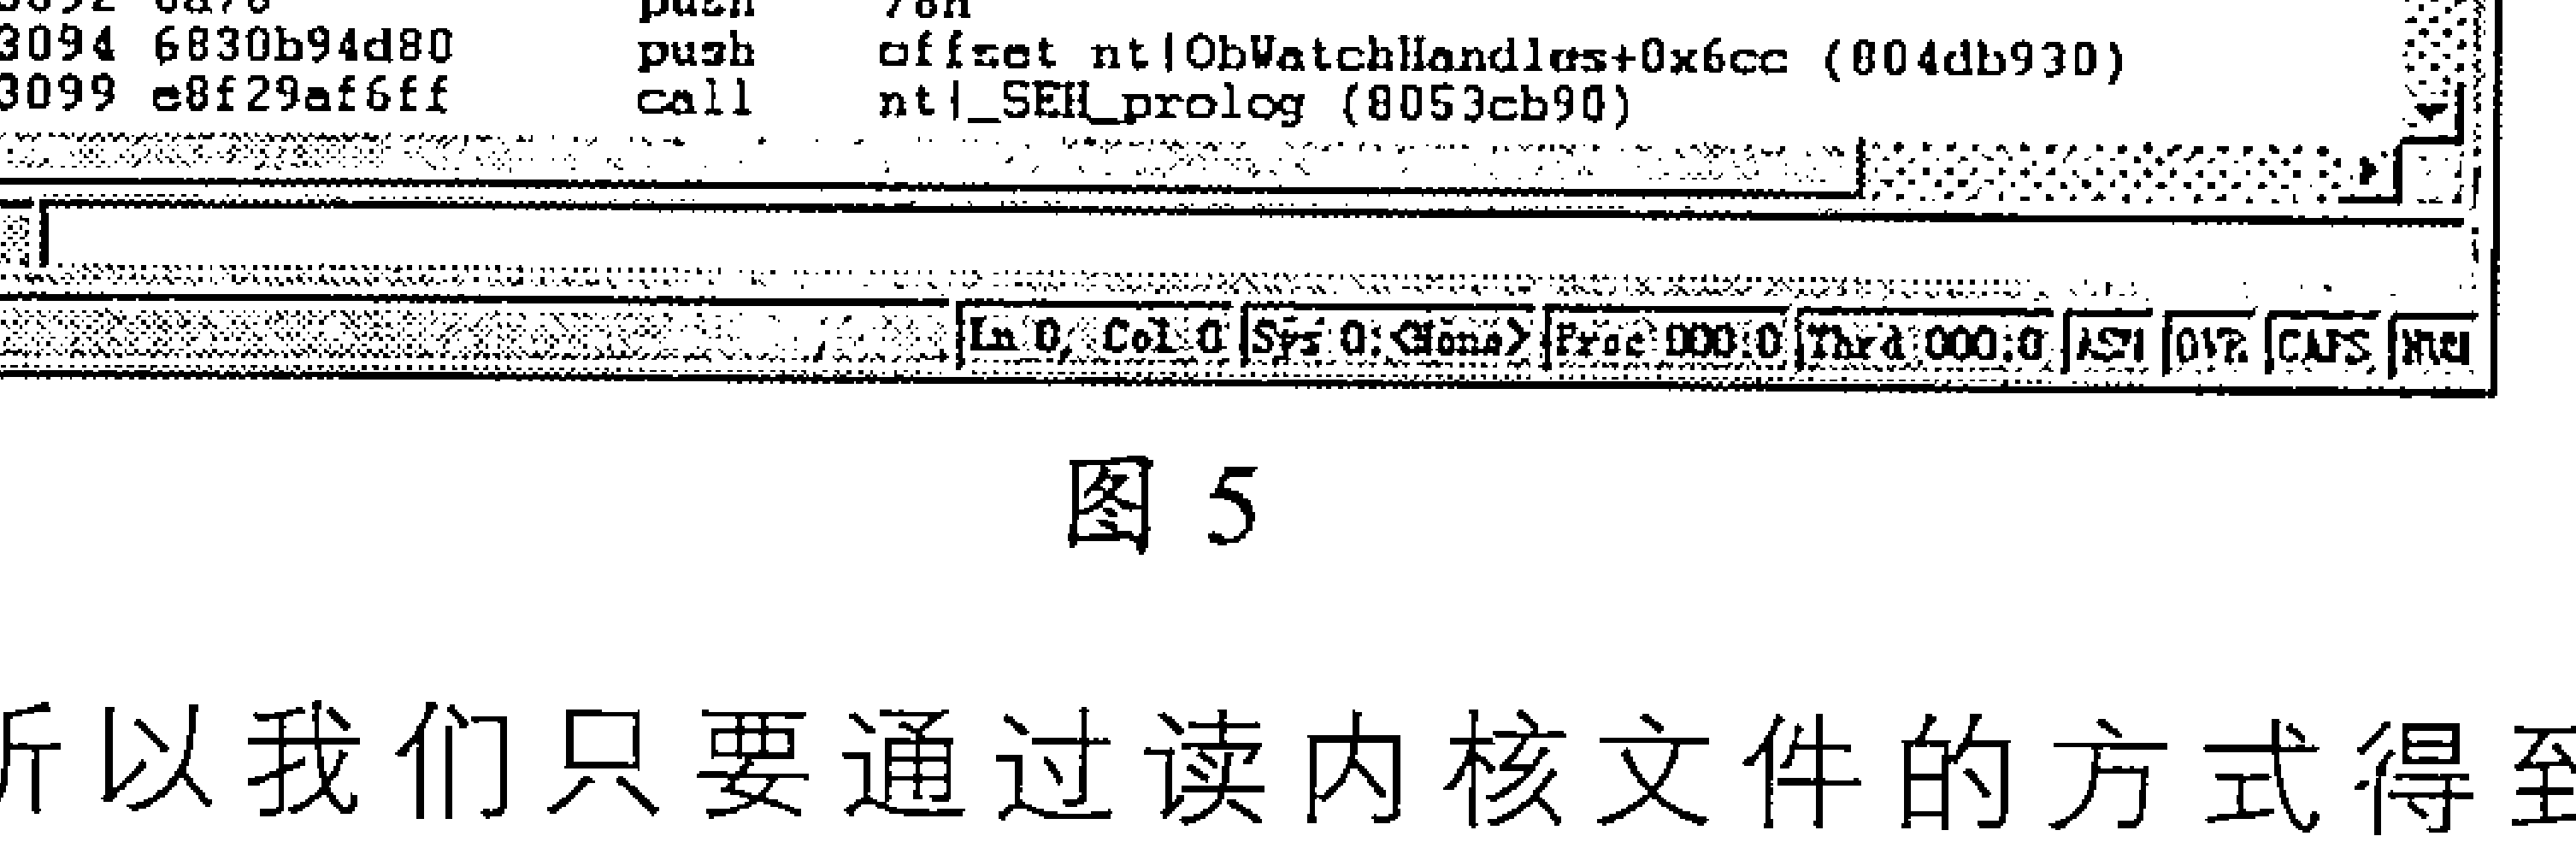 push 78h
3094 6830b94d80 push offset nt!ObWatchHandles+0x6cc (804db930)
3099 e8f29af6ff call nt!_SEH_prolog (8053cb90)
Ln 0, Col 0 Sys 0:<None> Proc 000:0 Thrd 000:0 ASM OVR CAPS NUM
图 5
所以我们只要通过读内核文件的方式得到